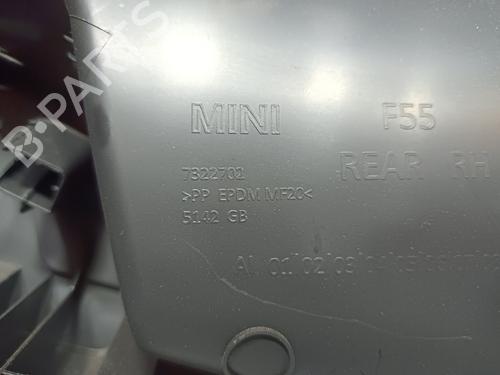 B-PARTS
MINI F55
7322702 REAR RH
>PP EPDM MF20<
5142 GB